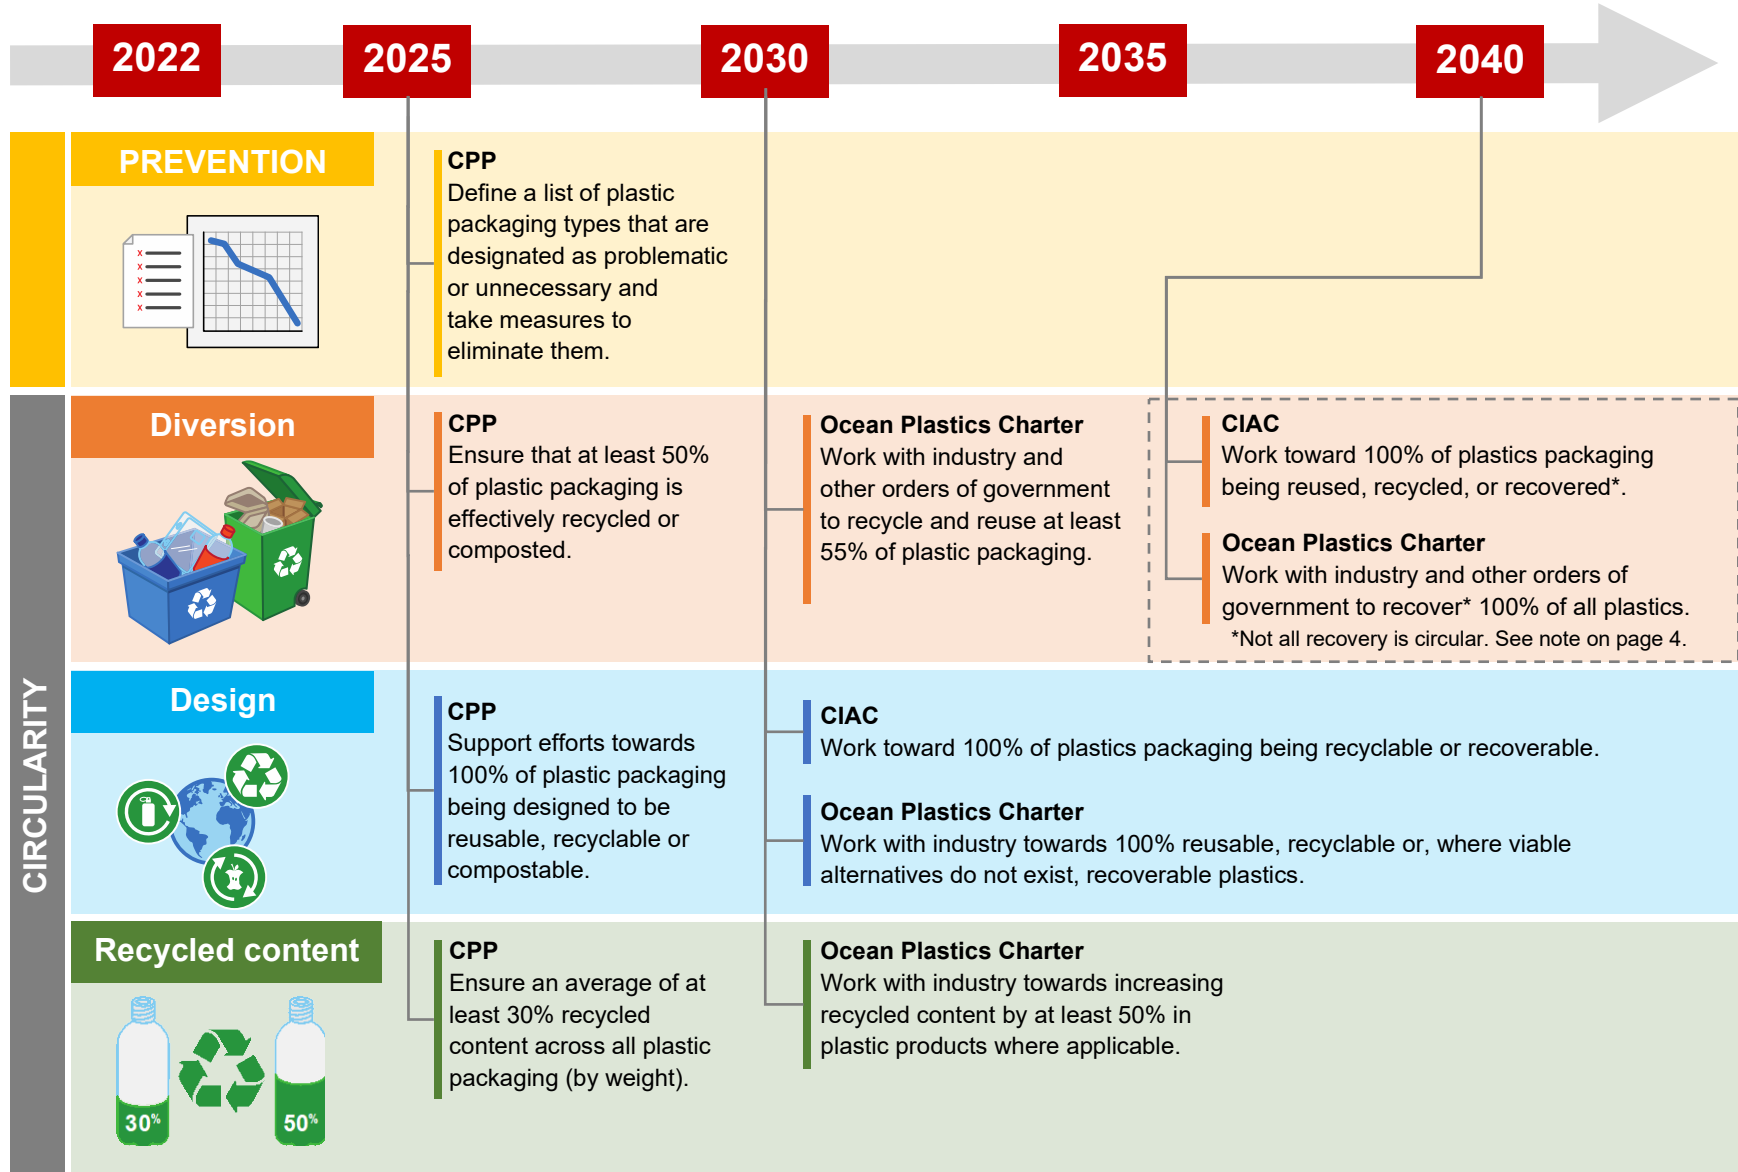 2022
2025
2030
2035
2040
PREVENTION
CPP
Define a list of plastic
packaging types that are
designated as problematic
or unnecessary and
take measures to
eliminate them.
x
x
x
x
x
CIRCULARITY
Diversion
CPP
Ensure that at least 50%
of plastic packaging is
effectively recycled or
composted.
Ocean Plastics Charter
Work with industry and
other orders of government
to recycle and reuse at least
55% of plastic packaging.
CIAC
Work toward 100% of plastics packaging
being reused, recycled, or recovered*.
Ocean Plastics Charter
Work with industry and other orders of
government to recover* 100% of all plastics.
*Not all recovery is circular. See note on page 4.
Design
CPP
Support efforts towards
100% of plastic packaging
being designed to be
reusable, recyclable or
compostable.
CIAC
Work toward 100% of plastics packaging being recyclable or recoverable.
Ocean Plastics Charter
Work with industry towards 100% reusable, recyclable or, where viable
alternatives do not exist, recoverable plastics.
Recycled content
30%
50%
CPP
Ensure an average of at
least 30% recycled
content across all plastic
packaging (by weight).
Ocean Plastics Charter
Work with industry towards increasing
recycled content by at least 50% in
plastic products where applicable.